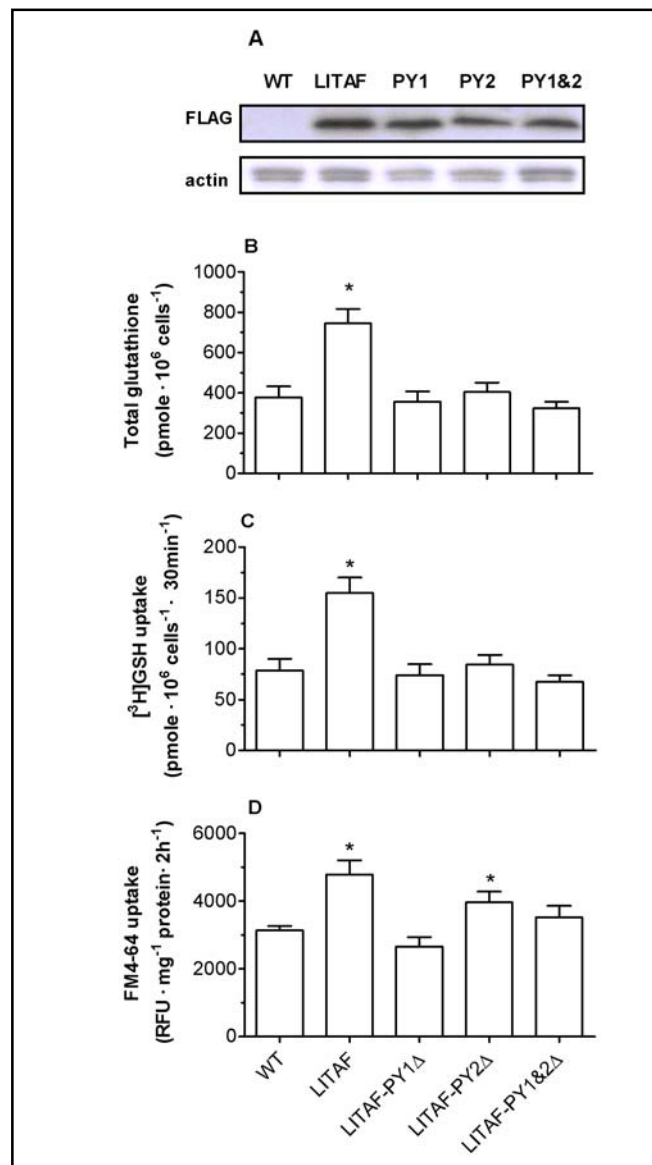 A
WT LITAF PY1 PY2 PY1&2
FLAG
actin
B
Total glutathione
(pmole · 10⁶ cells⁻¹)
1000
800
600
400
200
0
*
C
[³H]GSH uptake
(pmole · 10⁶ cells⁻¹ · 30min⁻¹)
200
150
100
75
50
0
*
D
FM4-64 uptake
(RFU · mg⁻¹ protein · 2h⁻¹)
6000
4000
2000
0
*
*
WT
LITAF
LITAF-PY1Δ
LITAF-PY2Δ
LITAF-PY1&2Δ